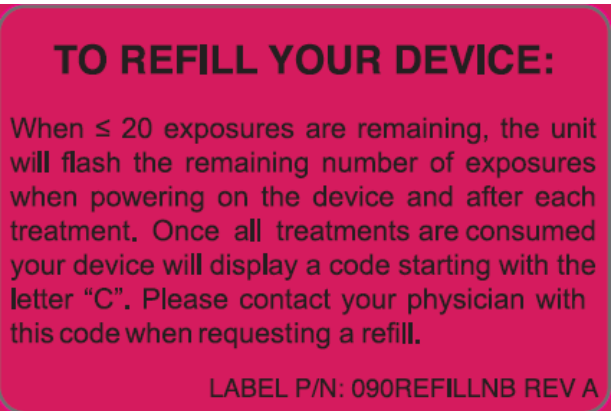 TO REFILL YOUR DEVICE:
When ≤ 20 exposures are remaining, the unit
will flash the remaining number of exposures
when powering on the device and after each
treatment. Once all treatments are consumed
your device will display a code starting with the
letter “C”. Please contact your physician with
this code when requesting a refill.
LABEL P/N: 090REFILLNB REV A